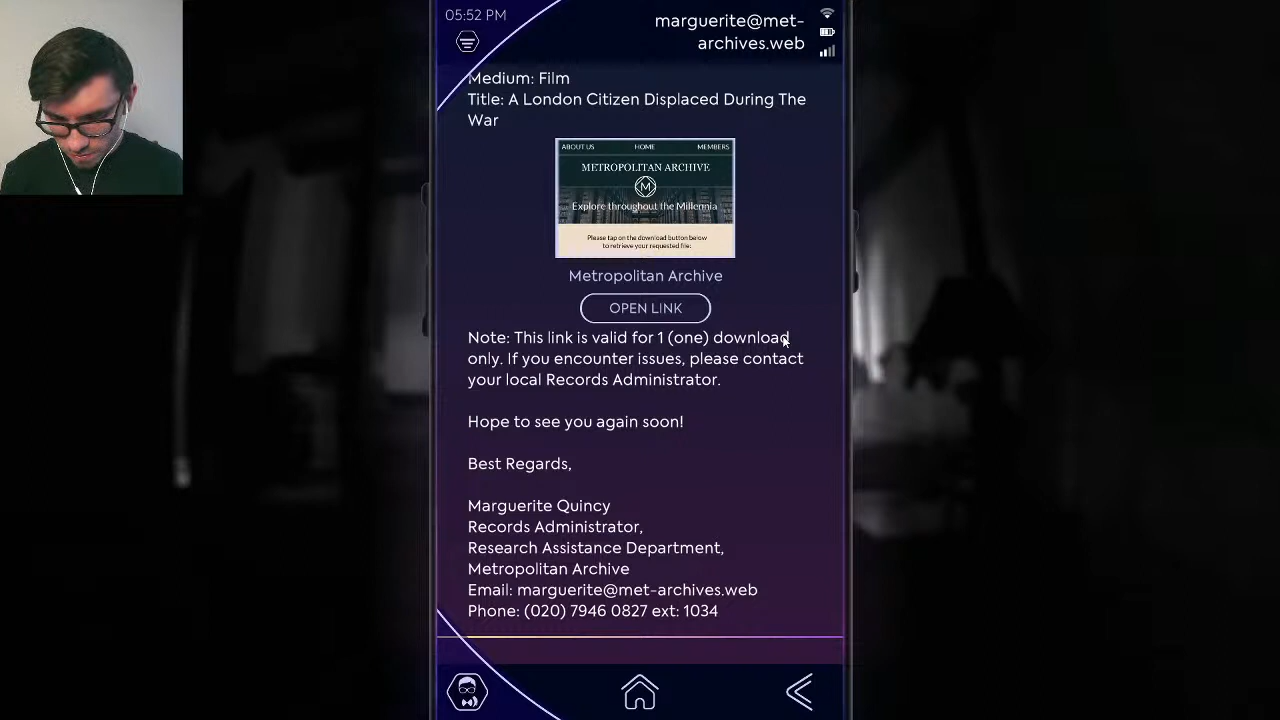 05:52 PM
marguerite@met-
archives.web
Medium: Film
Title: A London Citizen Displaced During The
War
ABOUT US HOME MEMBERS
METROPOLITAN ARCHIVE
M
Explore throughout the Millennia
Please tap on the download button below
to retrieve your requested file:
Metropolitan Archive
OPEN LINK
Note: This link is valid for 1 (one) download
only. If you encounter issues, please contact
your local Records Administrator.
Hope to see you again soon!
Best Regards,
Marguerite Quincy
Records Administrator,
Research Assistance Department,
Metropolitan Archive
Email: marguerite@met-archives.web
Phone: (020) 7946 0827 ext: 1034